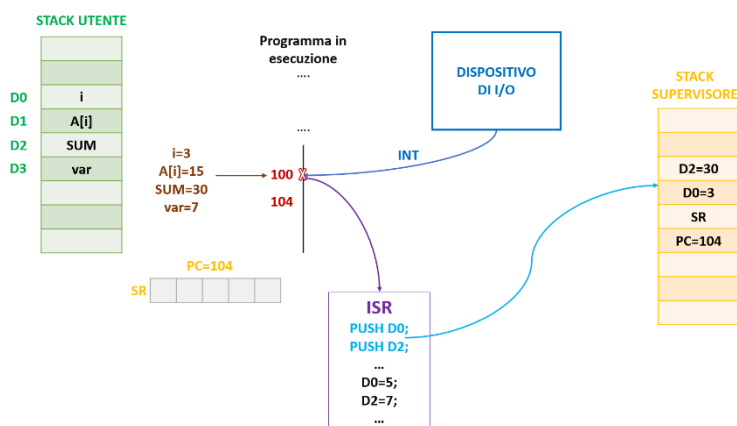 STACK UTENTE
D0
D1
D2
D3
i
A[i]
SUM
var
Programma in
esecuzione
....
....
i=3
A[i]=15
SUM=30
var=7
100
104
PC=104
SR
DISPOSITIVO
DI I/O
INT
ISR
PUSH D0;
PUSH D2;
...
D0=5;
D2=7;
...
STACK
SUPERVISORE
D2=30
D0=3
SR
PC=104